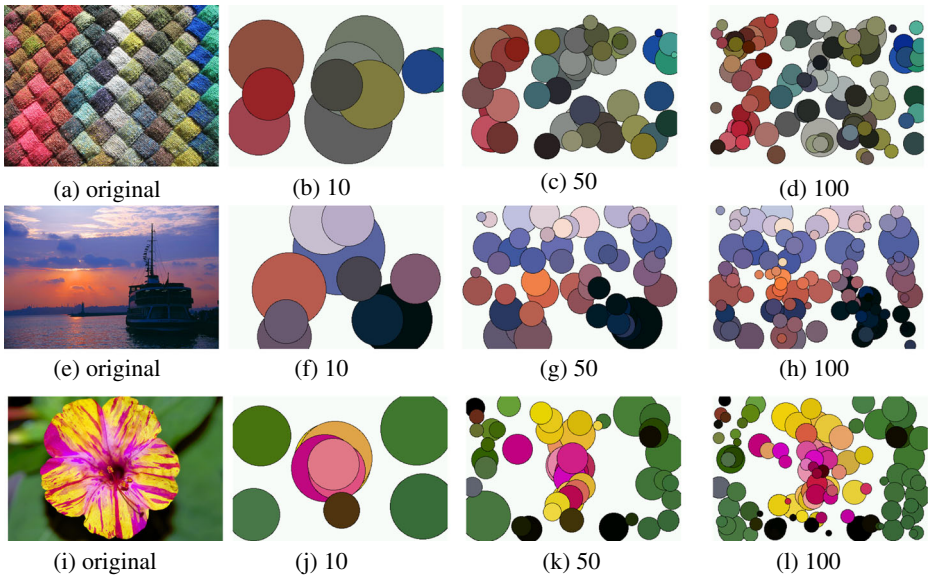 (a) original
(b) 10
(c) 50
(d) 100
(e) original
(f) 10
(g) 50
(h) 100
(i) original
(j) 10
(k) 50
(l) 100